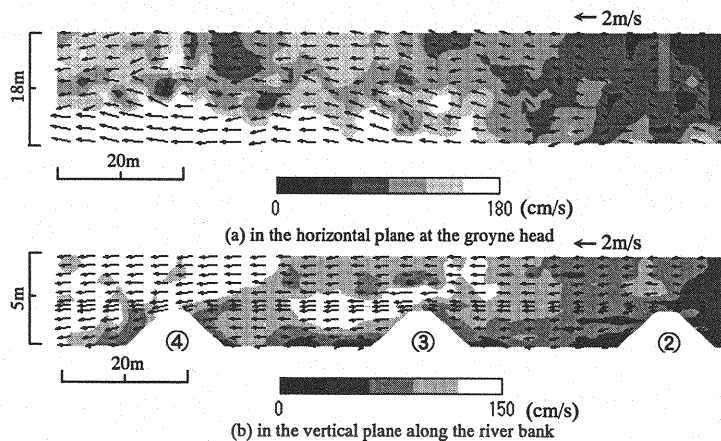 2m/s
18m
20m
0 180 (cm/s)
(a) in the horizontal plane at the groyne head
2m/s
5m
④ ③ ②
20m
0 150 (cm/s)
(b) in the vertical plane along the river bank